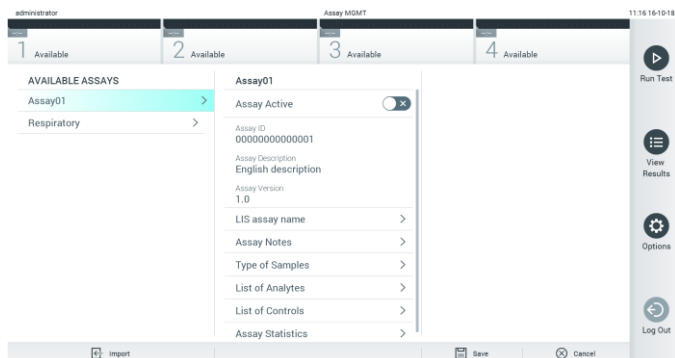 administrator Assay MGMT 11:16 16-10-18
--:-- --:-- --:-- --:--
1 Available 2 Available 3 Available 4 Available
Run Test
View
Results
Options
Log Out
AVAILABLE ASSAYS
Assay01
Respiratory
Assay01
Assay Active
Assay ID
00000000000001
Assay Description
English description
Assay Version
1.0
LIS assay name
Assay Notes
Type of Samples
List of Analytes
List of Controls
Assay Statistics
Import Save Cancel